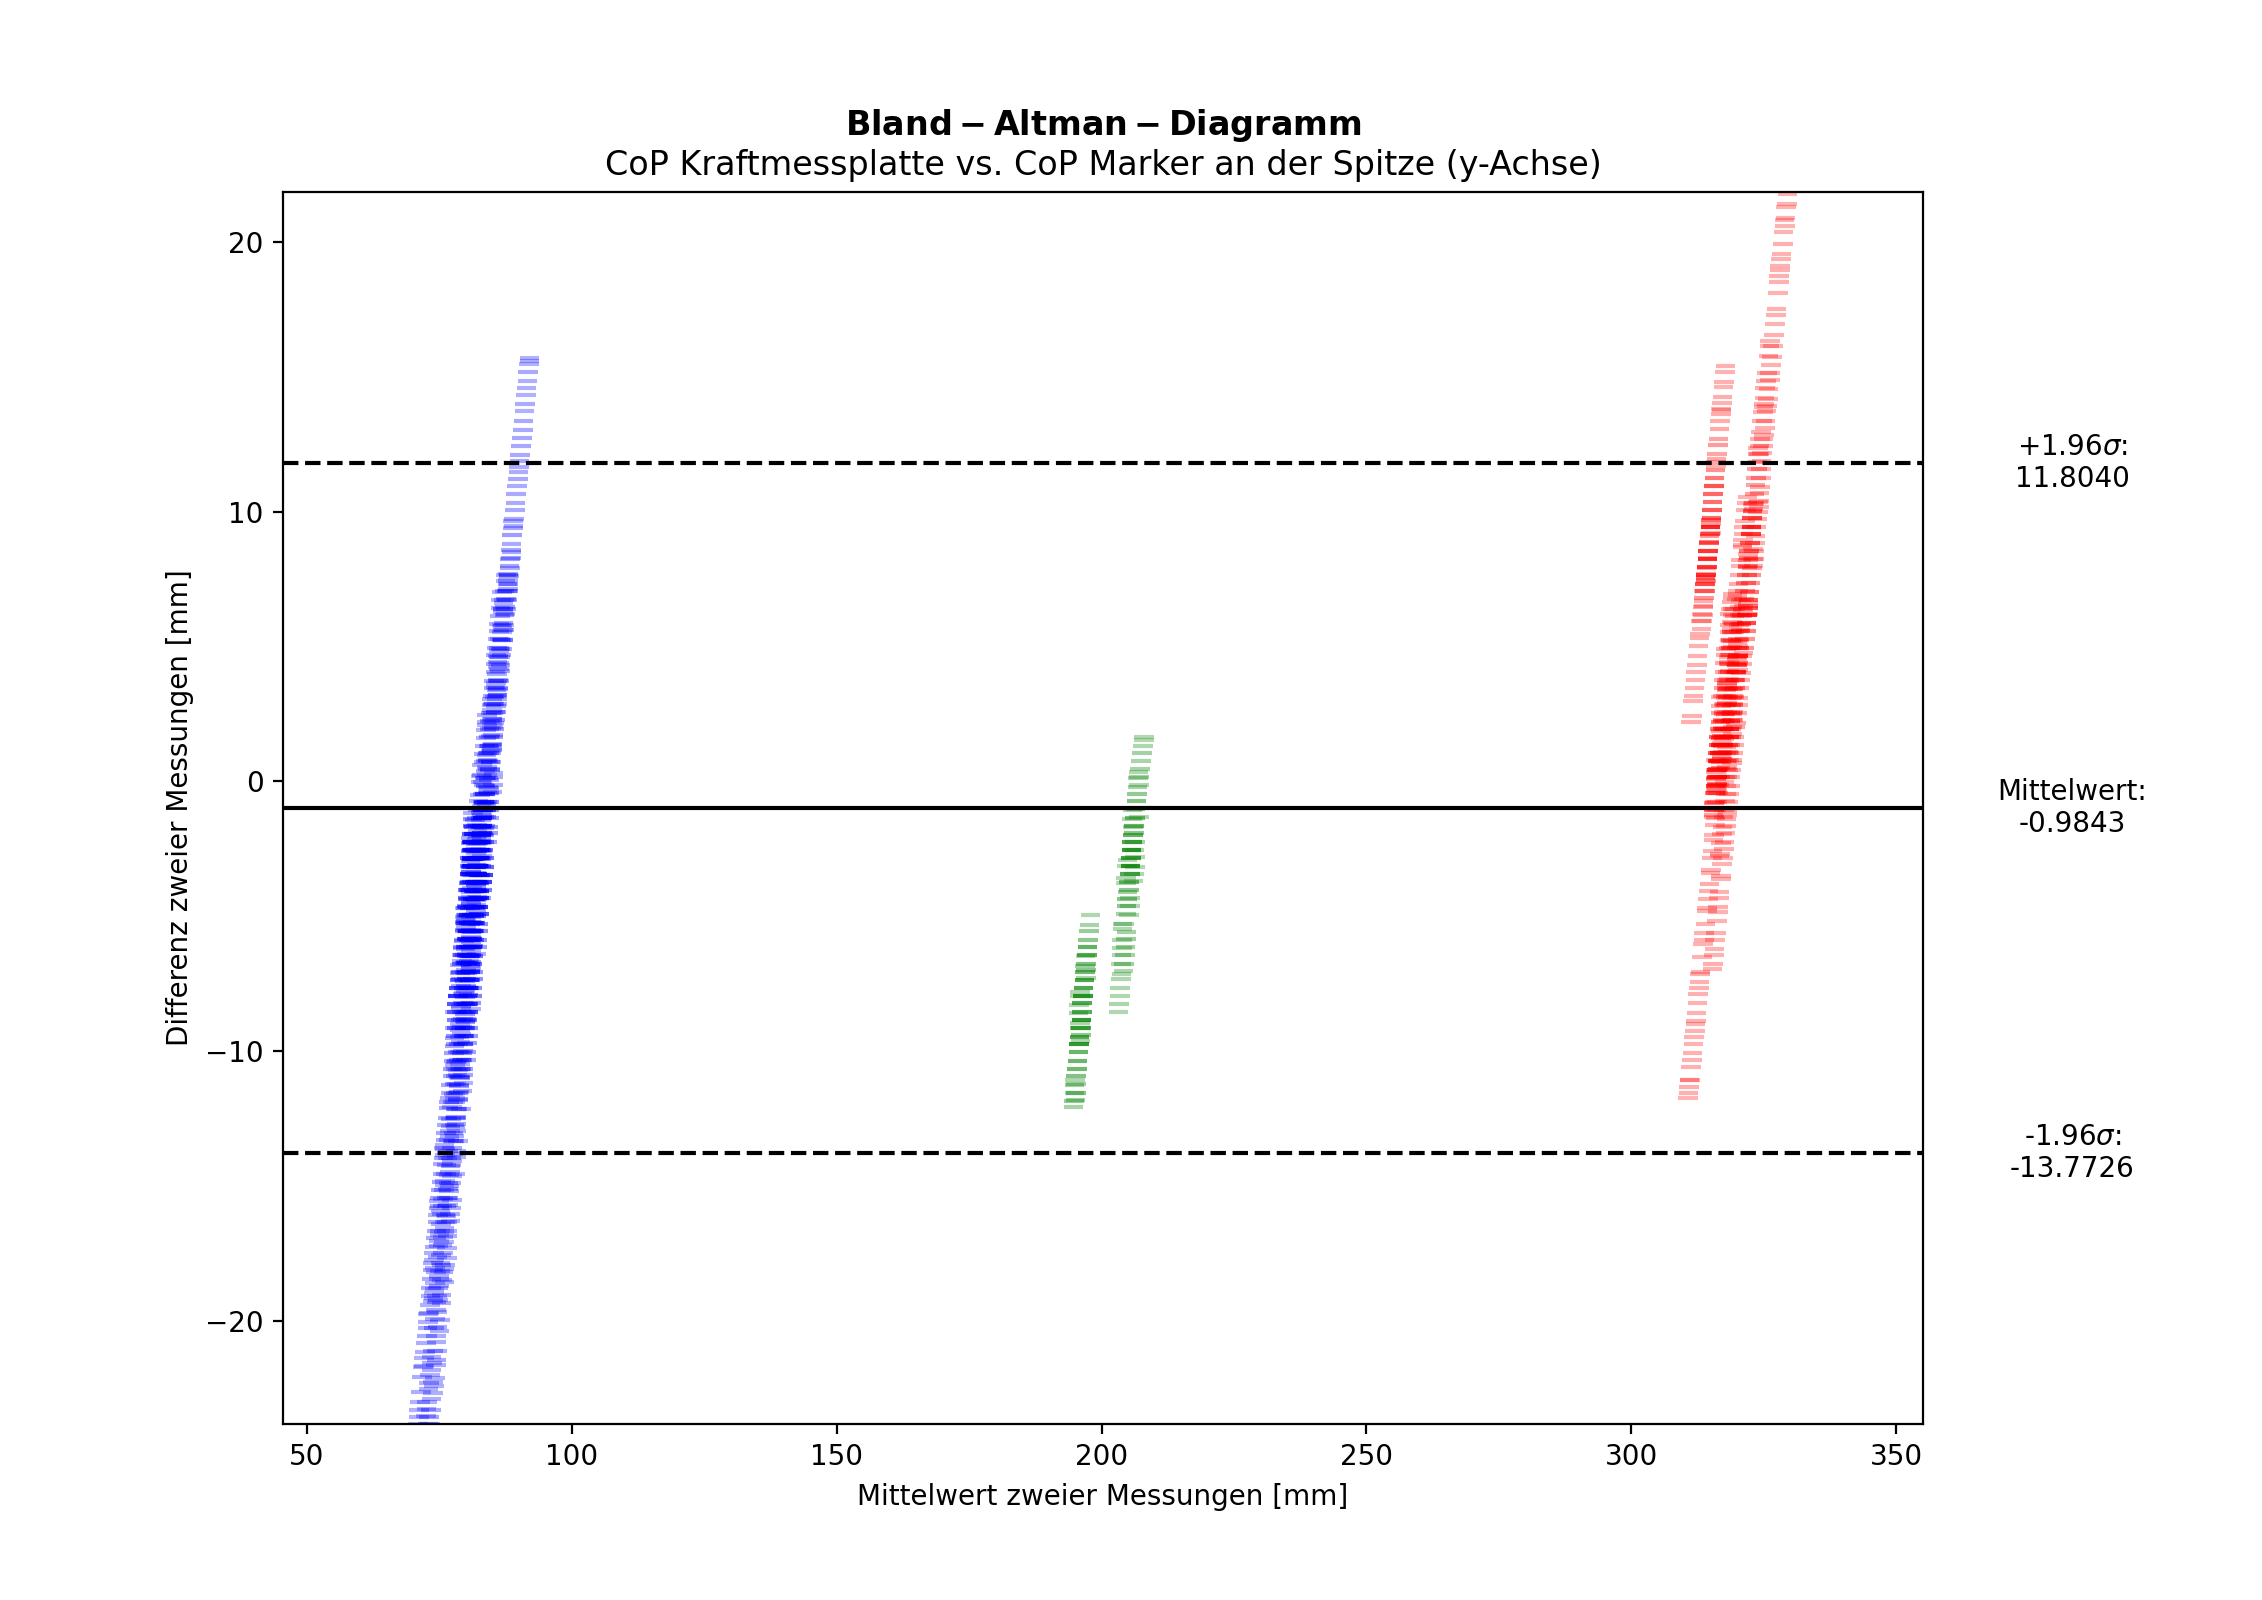 Bland – Altman – Diagramm
CoP Kraftmessplatte vs. CoP Marker an der Spitze (y-Achse)
Differenz zweier Messungen [mm]
20
10
0
−10
−20
50 100 150 200 250 300 350
Mittelwert zweier Messungen [mm]
+1.96σ:
11.8040
Mittelwert:
-0.9843
-1.96σ:
-13.7726